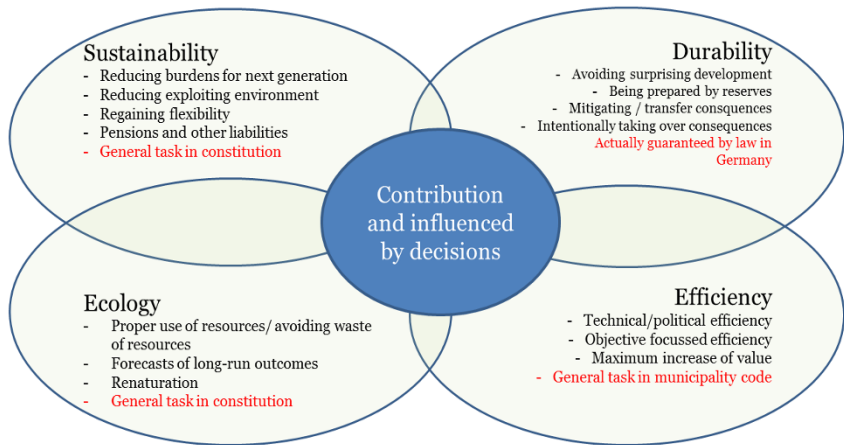 Sustainability
- Reducing burdens for next generation
- Reducing exploiting environment
- Regaining flexibility
- Pensions and other liabilities
- General task in constitution
Durability
- Avoiding surprising development
- Being prepared by reserves
- Mitigating / transfer consquences
- Intentionally taking over consequences
Actually guaranteed by law in
Germany
Contribution
and influenced
by decisions
Ecology
- Proper use of resources/ avoiding waste
of resources
- Forecasts of long-run outcomes
- Renaturation
- General task in constitution
Efficiency
- Technical/political efficiency
- Objective focussed efficiency
- Maximum increase of value
- General task in municipality code